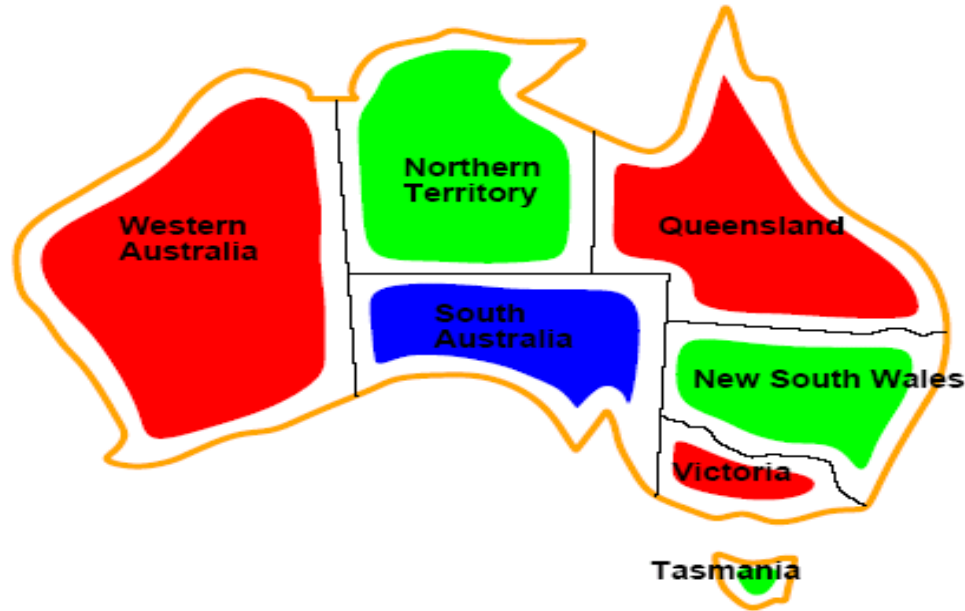 Northern
Territory
Western
Australia
Queensland
South
Australia
New South Wales
Victoria
Tasmania